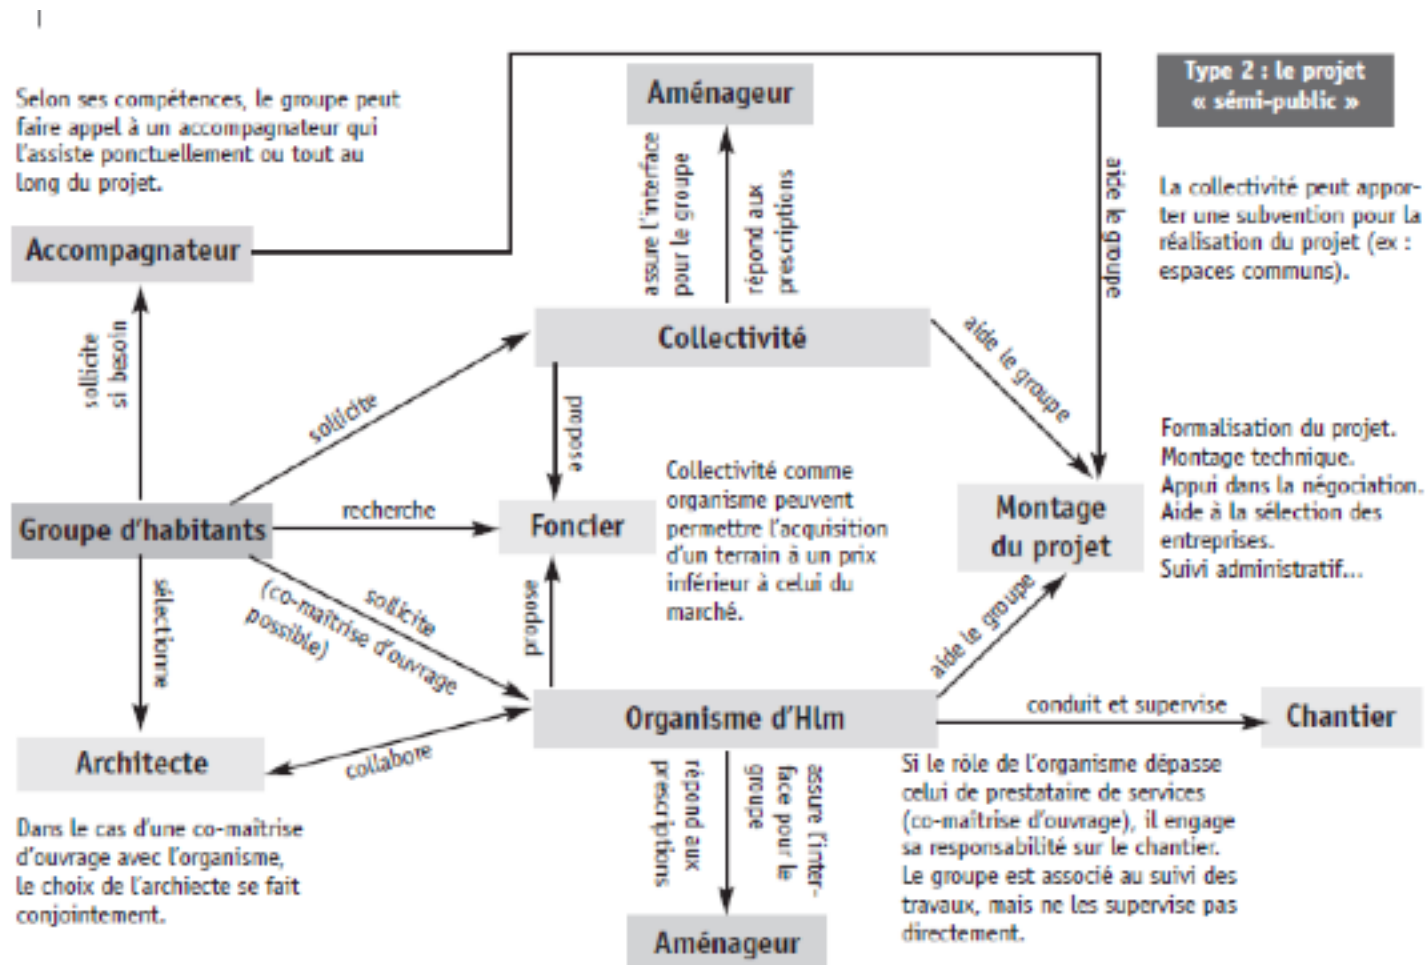 Type 2 : le projet
« sémi-public »
Aménageur
Selon ses compétences, le groupe peut
faire appel à un accompagnateur qui
l'assiste ponctuellement ou tout au
long du projet.
assure l'interface
pour le groupe
répond aux
prescriptions
aide le groupe
La collectivité peut appor-
ter une subvention pour la
réalisation du projet (ex :
espaces communs).
Accompagnateur
sollicite
si besoin
Collectivité
sollicite
propose
aide le groupe
Formalisation du projet.
Montage technique.
Appui dans la négociation.
Aide à la sélection des
entreprises.
Suivi administratif...
Collectivité comme
organisme peuvent
permettre l'acquisition
d'un terrain à un prix
inférieur à celui du
marché.
Groupe d'habitants
recherche
Foncier
Montage
du projet
sélectionne
sollicite
(co-maîtrise d'ouvrage
possible)
propose
aide le groupe
Organisme d'Hlm
conduit et supervise
Chantier
Architecte
collabore
Dans le cas d'une co-maîtrise
d'ouvrage avec l'organisme,
le choix de l'archiecte se fait
conjointement.
répond aux
prescriptions
assure l'inter-
face pour le
groupe
Si le rôle de l'organisme dépasse
celui de prestataire de services
(co-maîtrise d'ouvrage), il engage
sa responsabilité sur le chantier.
Le groupe est associé au suivi des
travaux, mais ne les supervise pas
directement.
Aménageur